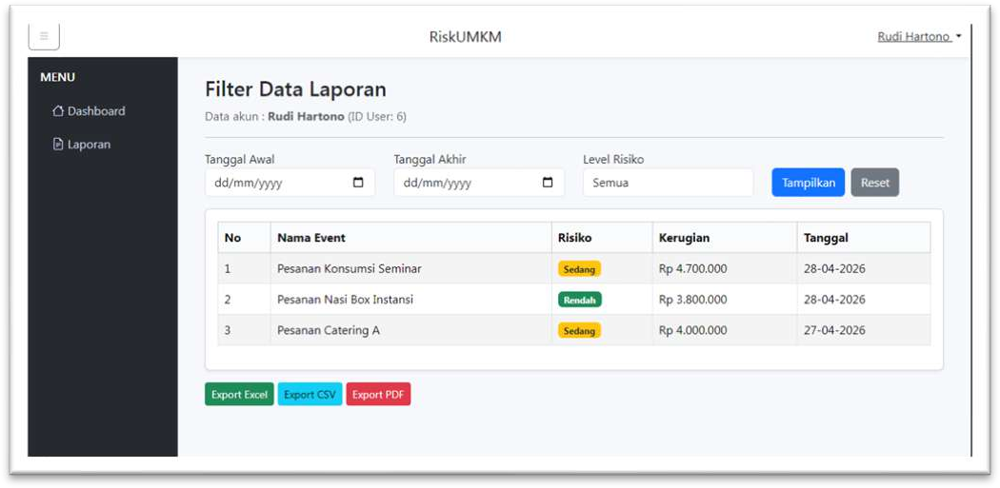 RiskUMKM
Rudi Hartono
MENU
Dashboard
Laporan
Filter Data Laporan
Data akun : Rudi Hartono (ID User: 6)
Tanggal Awal Tanggal Akhir Level Risiko
dd/mm/yyyy dd/mm/yyyy Semua Tampilkan Reset
No Nama Event Risiko Kerugian Tanggal
1 Pesanan Konsumsi Seminar Sedang Rp 4.700.000 28-04-2026
2 Pesanan Nasi Box Instansi Rendah Rp 3.800.000 28-04-2026
3 Pesanan Catering A Sedang Rp 4.000.000 27-04-2026
Export Excel Export CSV Export PDF